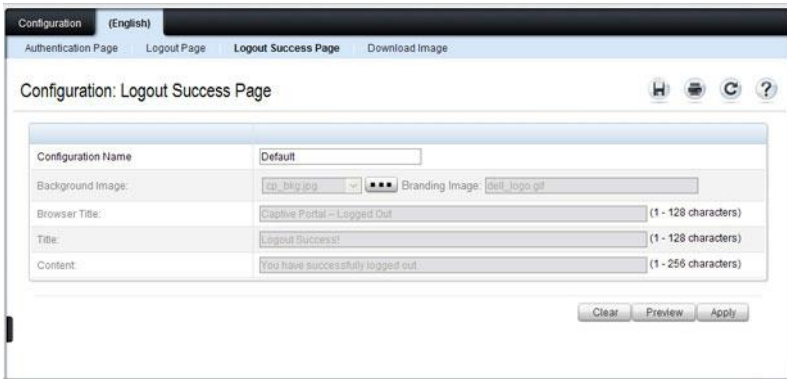 Configuration (English)
Authentication Page Logout Page Logout Success Page Download Image
Configuration: Logout Success Page
Configuration Name Default
Background Image: cp_bkg.jpg Branding Image: dell_logo.gif
Browser Title: Captive Portal – Logged Out (1 - 128 characters)
Title: Logout Success! (1 - 128 characters)
Content: You have successfully logged out (1 - 256 characters)
Clear Preview Apply